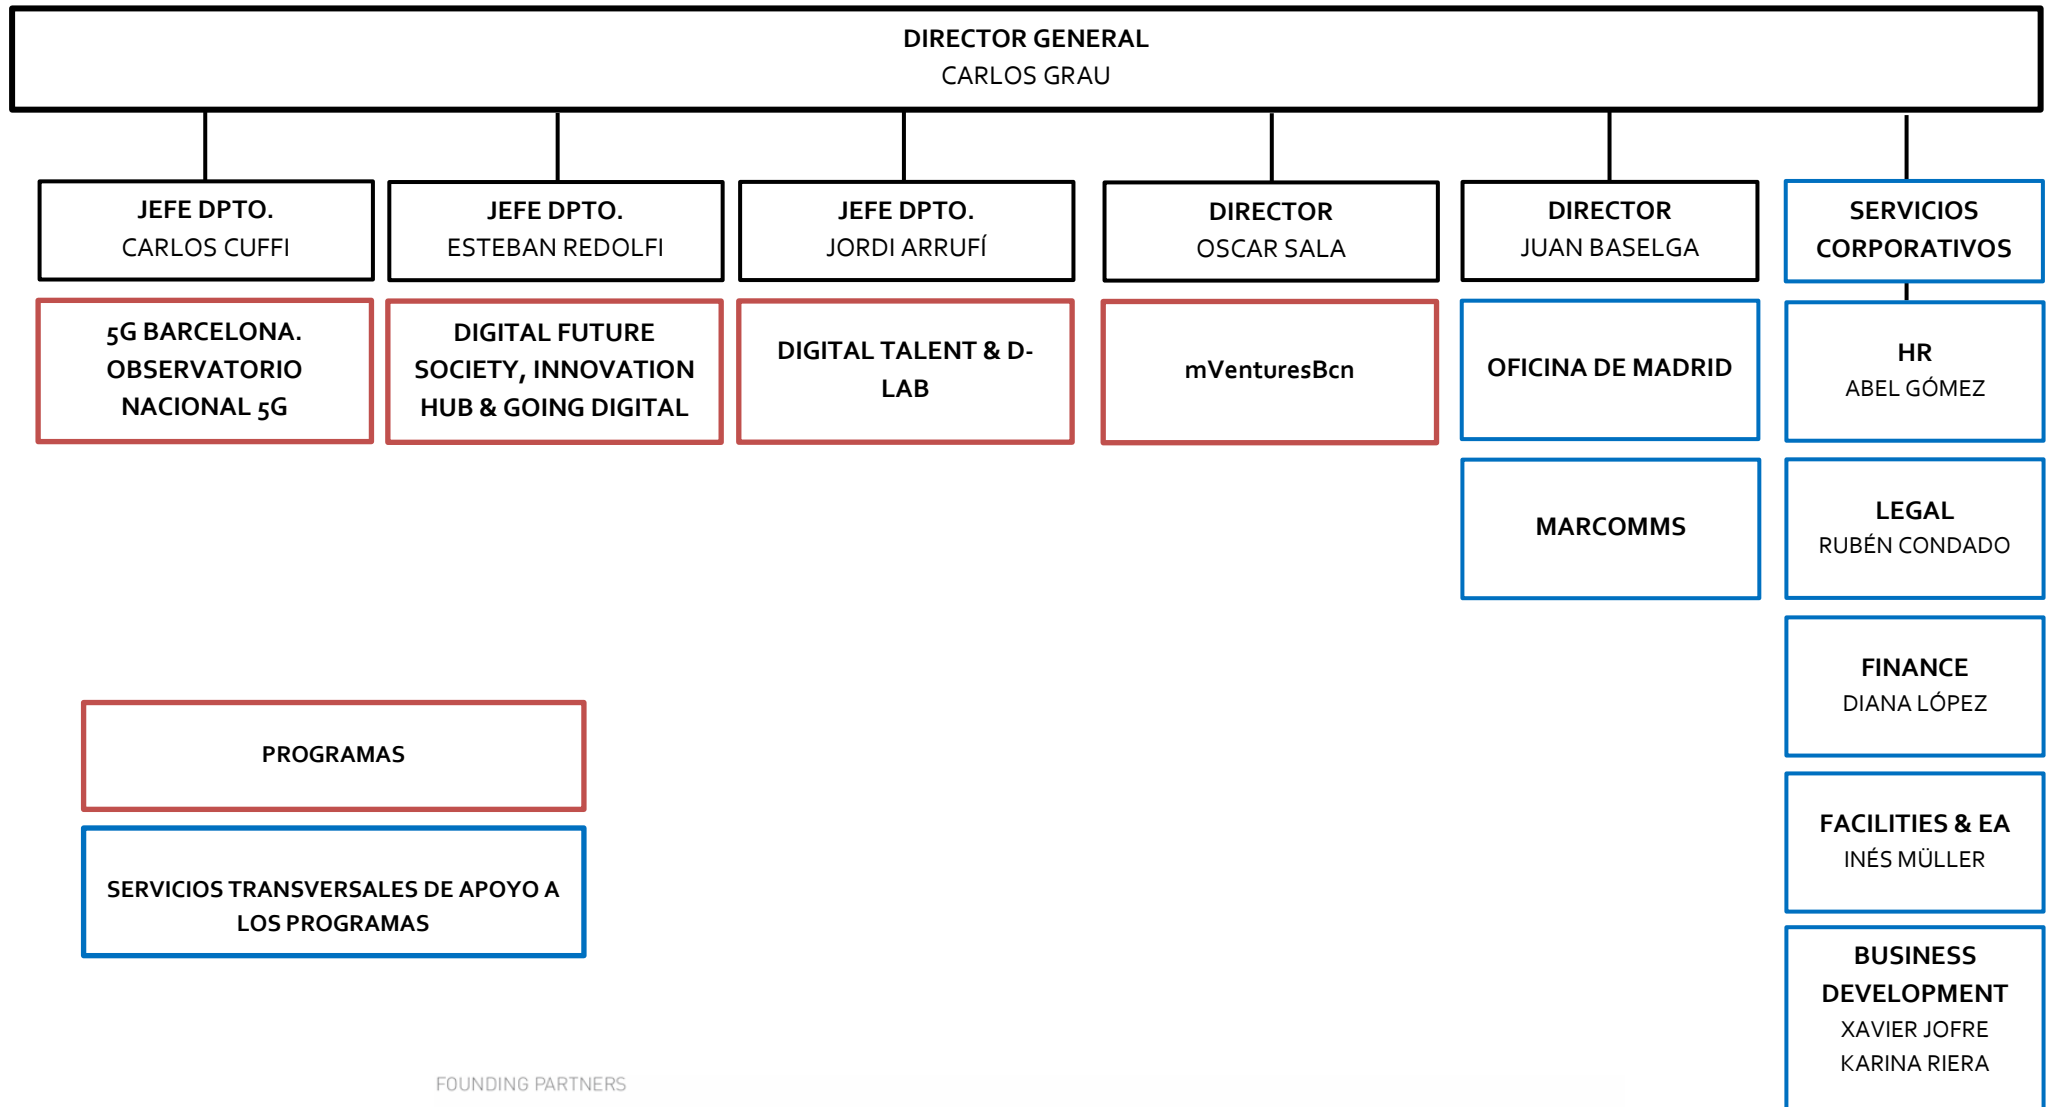 DIRECTOR GENERAL
CARLOS GRAU
JEFE DPTO.
CARLOS CUFFI
JEFE DPTO.
ESTEBAN REDOLFI
JEFE DPTO.
JORDI ARRUFÍ
DIRECTOR
OSCAR SALA
DIRECTOR
JUAN BASELGA
SERVICIOS
CORPORATIVOS
5G BARCELONA.
OBSERVATORIO
NACIONAL 5G
DIGITAL FUTURE
SOCIETY, INNOVATION
HUB & GOING DIGITAL
DIGITAL TALENT & D-
LAB
mVenturesBcn
OFICINA DE MADRID
HR
ABEL GÓMEZ
MARCOMMS
LEGAL
RUBÉN CONDADO
FINANCE
DIANA LÓPEZ
PROGRAMAS
FACILITIES & EA
INÉS MÜLLER
SERVICIOS TRANSVERSALES DE APOYO A
LOS PROGRAMAS
BUSINESS
DEVELOPMENT
XAVIER JOFRE
KARINA RIERA
FOUNDING PARTNERS